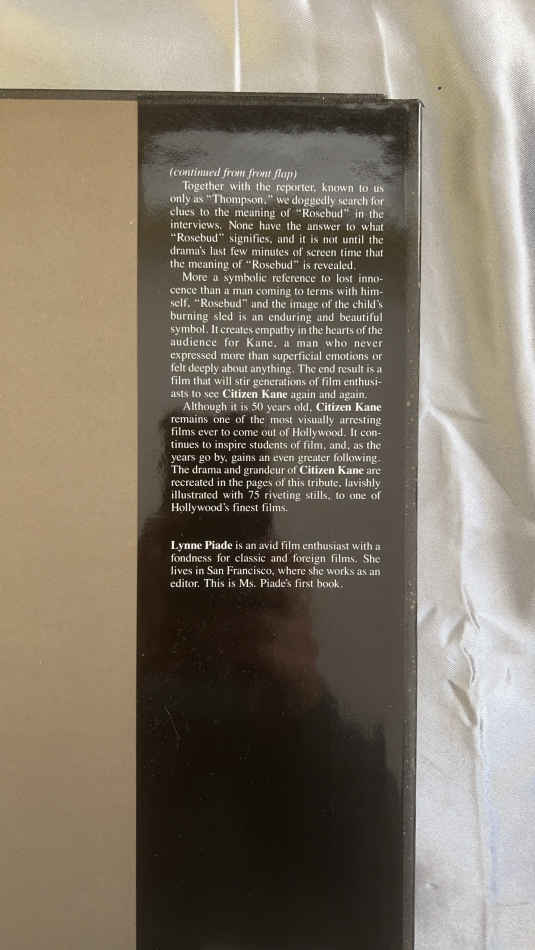 (continued from front flap)
Together with the reporter, known to us
only as “Thompson,” we doggedly search for
clues to the meaning of “Rosebud” in the
interviews. None have the answer to what
“Rosebud” signifies, and it is not until the
drama's last few minutes of screen time that
the meaning of “Rosebud” is revealed.
More a symbolic reference to lost inno-
cence than a man coming to terms with him-
self, “Rosebud” and the image of the child's
burning sled is an enduring and beautiful
symbol. It creates empathy in the hearts of the
audience for Kane, a man who never
expressed more than superficial emotions or
felt deeply about anything. The end result is a
film that will stir generations of film enthusi-
asts to see Citizen Kane again and again.
Although it is 50 years old, Citizen Kane
remains one of the most visually arresting
films ever to come out of Hollywood. It con-
tinues to inspire students of film, and, as the
years go by, gains an even greater following.
The drama and grandeur of Citizen Kane are
recreated in the pages of this tribute, lavishly
illustrated with 75 riveting stills, to one of
Hollywood's finest films.
Lynne Piade is an avid film enthusiast with a
fondness for classic and foreign films. She
lives in San Francisco, where she works as an
editor. This is Ms. Piade's first book.